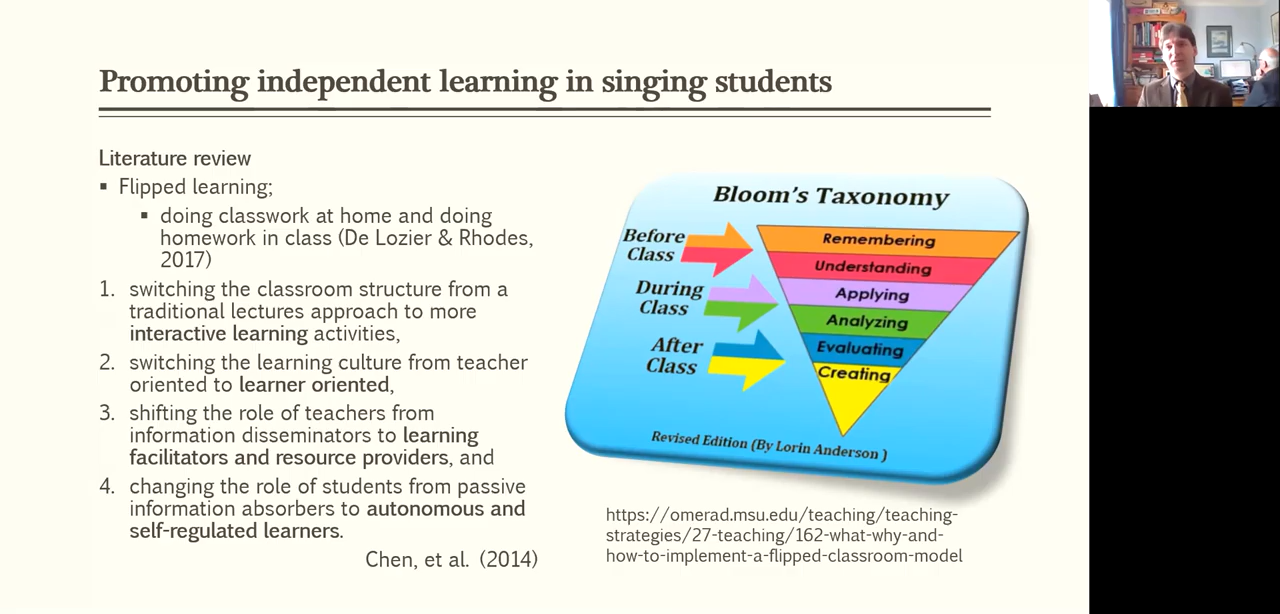 Promoting independent learning in singing students
Literature review
▪ Flipped learning;
▪ doing classwork at home and doing
homework in class (De Lozier & Rhodes,
2017)
1. switching the classroom structure from a
traditional lectures approach to more
interactive learning activities,
2. switching the learning culture from teacher
oriented to learner oriented,
3. shifting the role of teachers from
information disseminators to learning
facilitators and resource providers, and
4. changing the role of students from passive
information absorbers to autonomous and
self-regulated learners.
Chen, et al. (2014)
Bloom's Taxonomy
Before
Class
During
Class
After
Class
Remembering
Understanding
Applying
Analyzing
Evaluating
Creating
Revised Edition (By Lorin Anderson )
https://omerad.msu.edu/teaching/teaching-
strategies/27-teaching/162-what-why-and-
how-to-implement-a-flipped-classroom-model